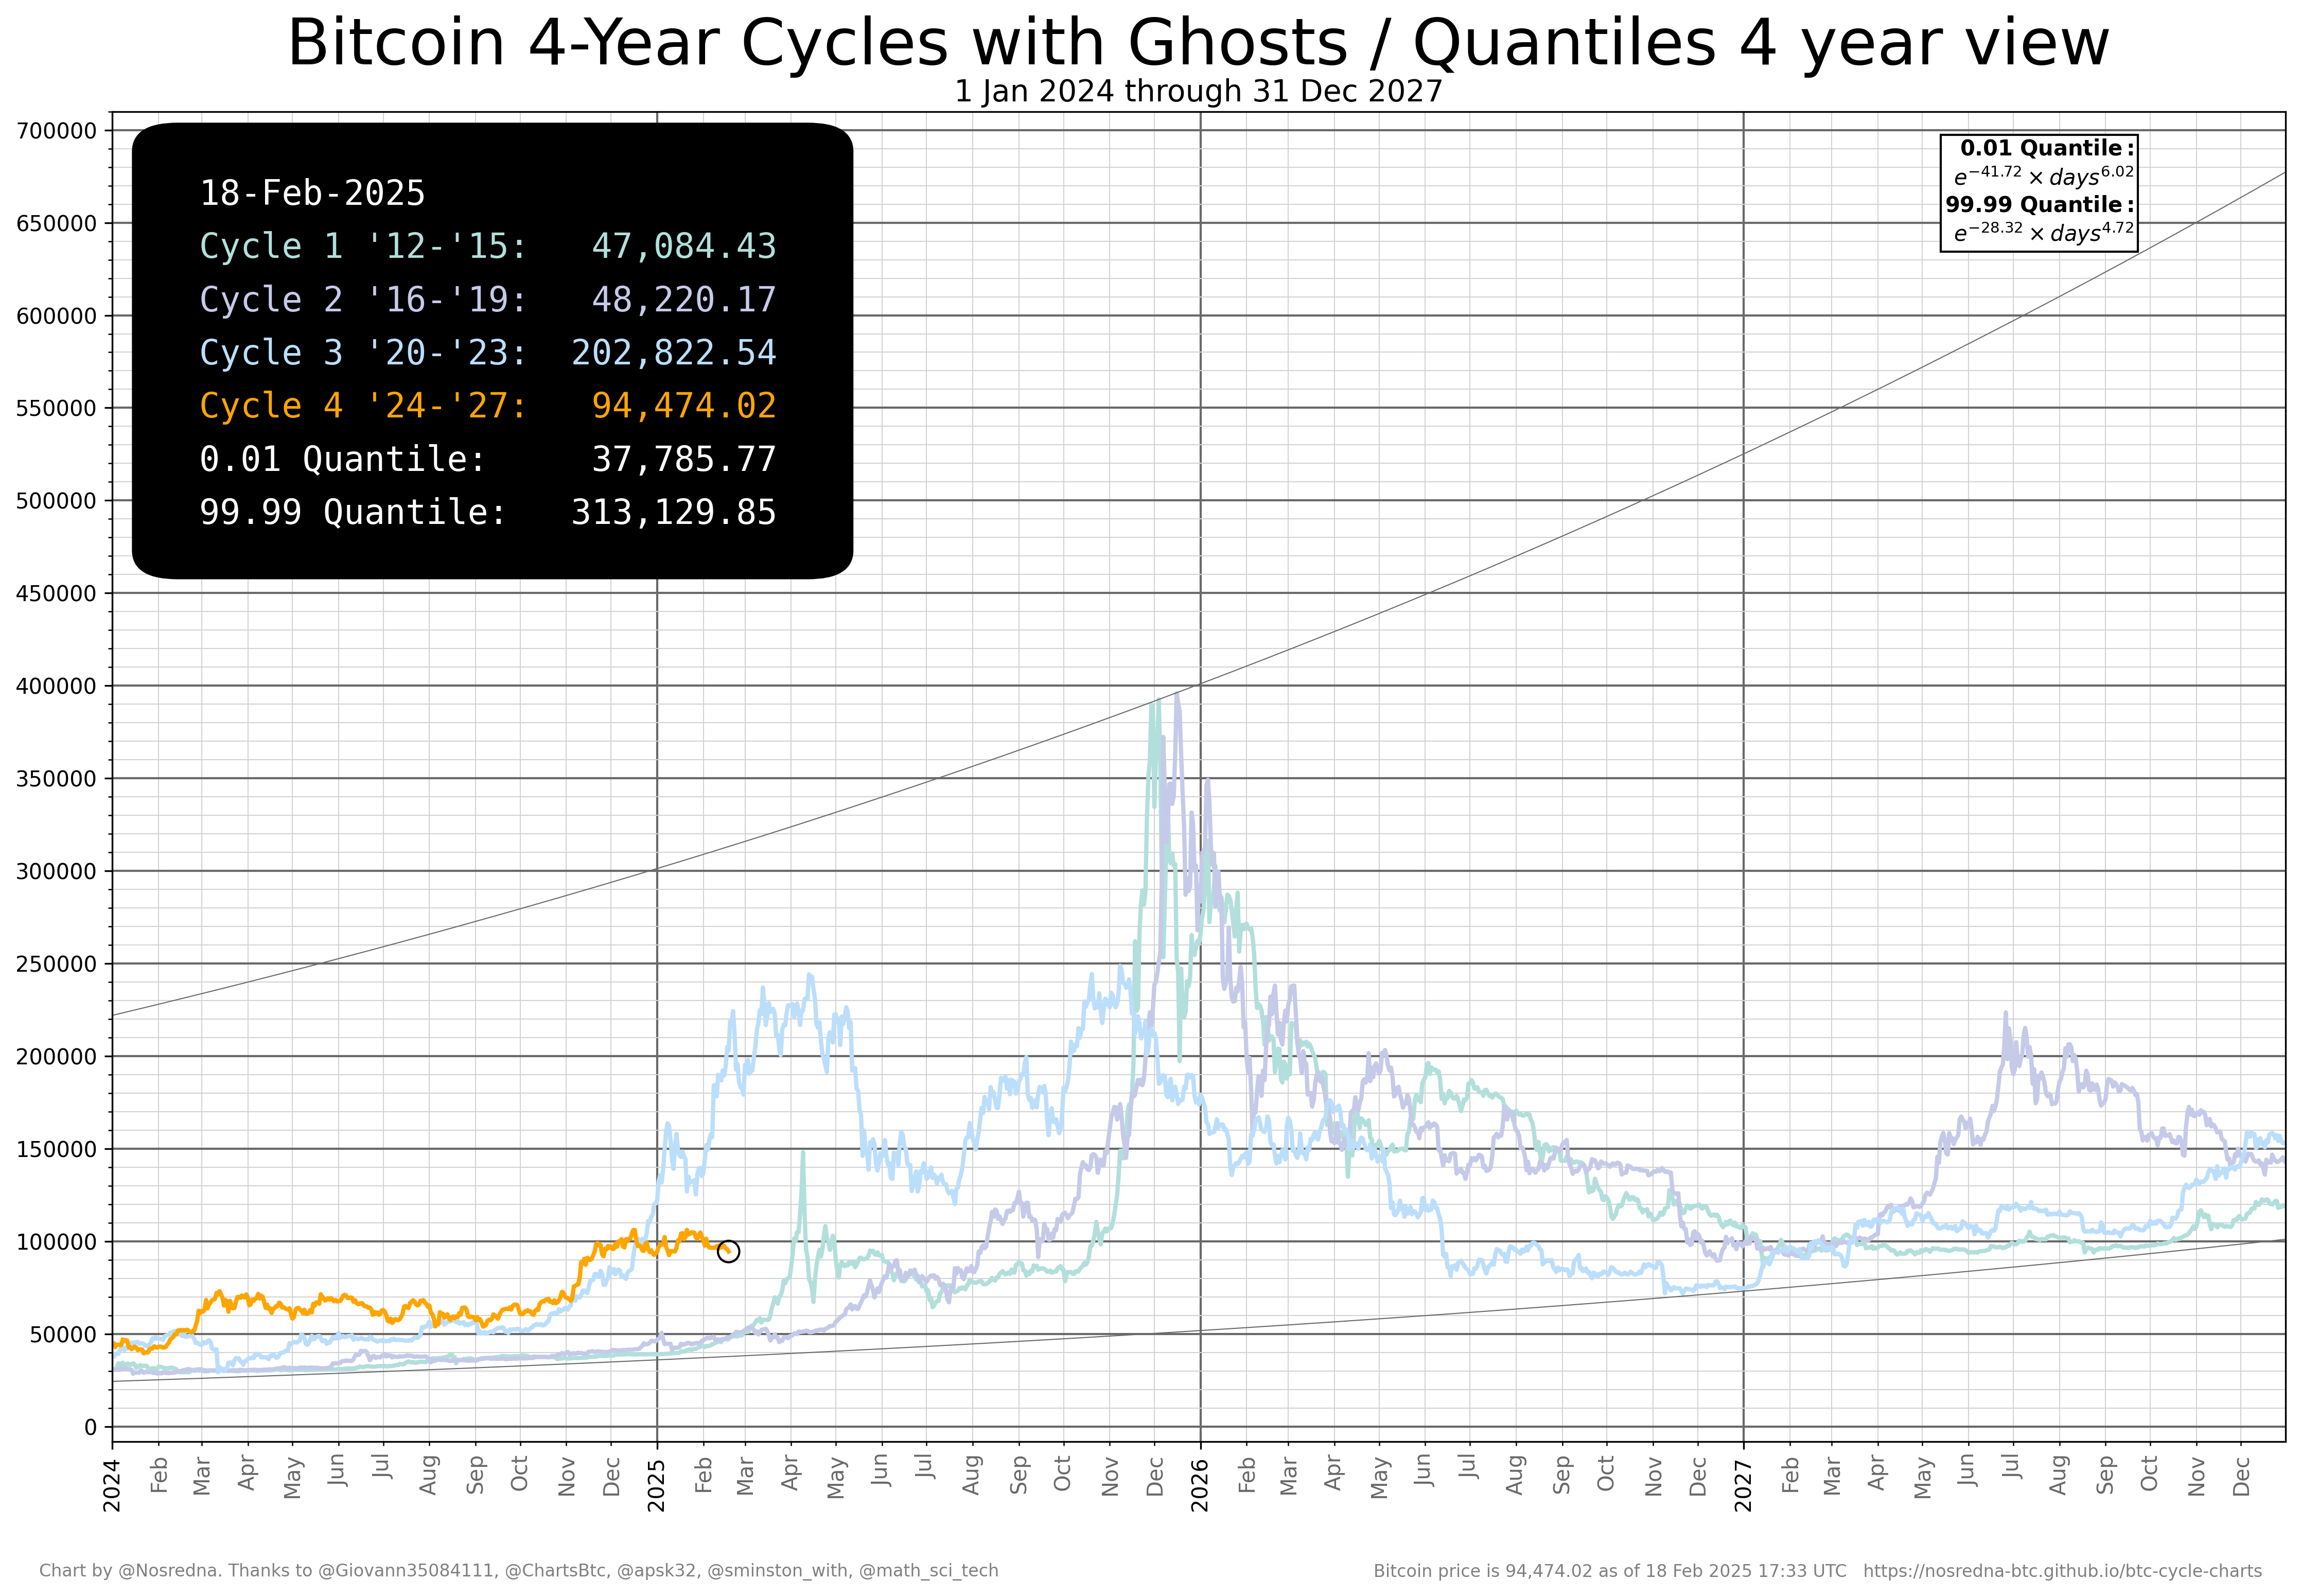 Bitcoin 4-Year Cycles with Ghosts / Quantiles 4 year view
1 Jan 2024 through 31 Dec 2027
700000
650000
600000
550000
500000
450000
400000
350000
300000
250000
200000
150000
100000
50000
0
18-Feb-2025
Cycle 1 '12-'15: 47,084.43
Cycle 2 '16-'19: 48,220.17
Cycle 3 '20-'23: 202,822.54
Cycle 4 '24-'27: 94,474.02
0.01 Quantile: 37,785.77
99.99 Quantile: 313,129.85
0.01 Quantile:
e^−41.72 × days^6.02
99.99 Quantile:
e^−28.32 × days^4.72
2024 Feb Mar Apr May Jun Jul Aug Sep Oct Nov Dec 2025 Feb Mar Apr May Jun Jul Aug Sep Oct Nov Dec 2026 Feb Mar Apr May Jun Jul Aug Sep Oct Nov Dec 2027 Feb Mar Apr May Jun Jul Aug Sep Oct Nov Dec
Chart by @Nosredna. Thanks to @Giovann35084111, @ChartsBtc, @apsk32, @sminston_with, @math_sci_tech
Bitcoin price is 94,474.02 as of 18 Feb 2025 17:33 UTC https://nosredna-btc.github.io/btc-cycle-charts